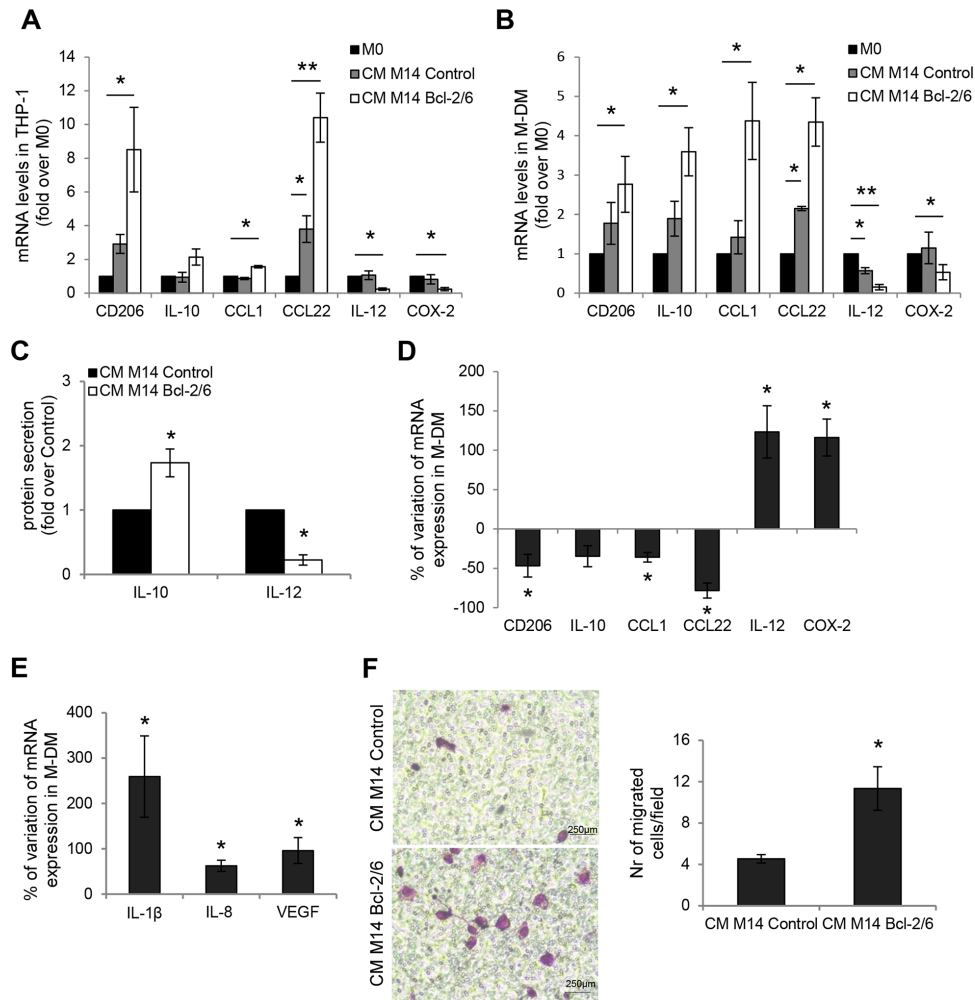 A
mRNA levels in THP-1
(fold over M0)
14
12
10
8
6
4
2
0
M0
CM M14 Control
CM M14 Bcl-2/6
*
*
*
**
*
*
CD206 IL-10 CCL1 CCL22 IL-12 COX-2
B
mRNA levels in M-DM
(fold over M0)
6
5
4
3
2
1
0
M0
CM M14 Control
CM M14 Bcl-2/6
*
*
*
*
*
**
*
*
CD206 IL-10 CCL1 CCL22 IL-12 COX-2
C
protein secretion
(fold over Control)
3
2
1
0
CM M14 Control
CM M14 Bcl-2/6
*
*
IL-10 IL-12
D
% of variation of mRNA
expression in M-DM
200
150
100
50
0
-50
-100
*
*
*
*
*
CD206 IL-10 CCL1 CCL22 IL-12 COX-2
E
% of variation of mRNA
expression in M-DM
400
300
200
100
0
*
*
*
IL-1β IL-8 VEGF
F
CM M14 Control
250µm
CM M14 Bcl-2/6
250µm
Nr of migrated
cells/field
16
12
8
4
0
*
CM M14 Control CM M14 Bcl-2/6